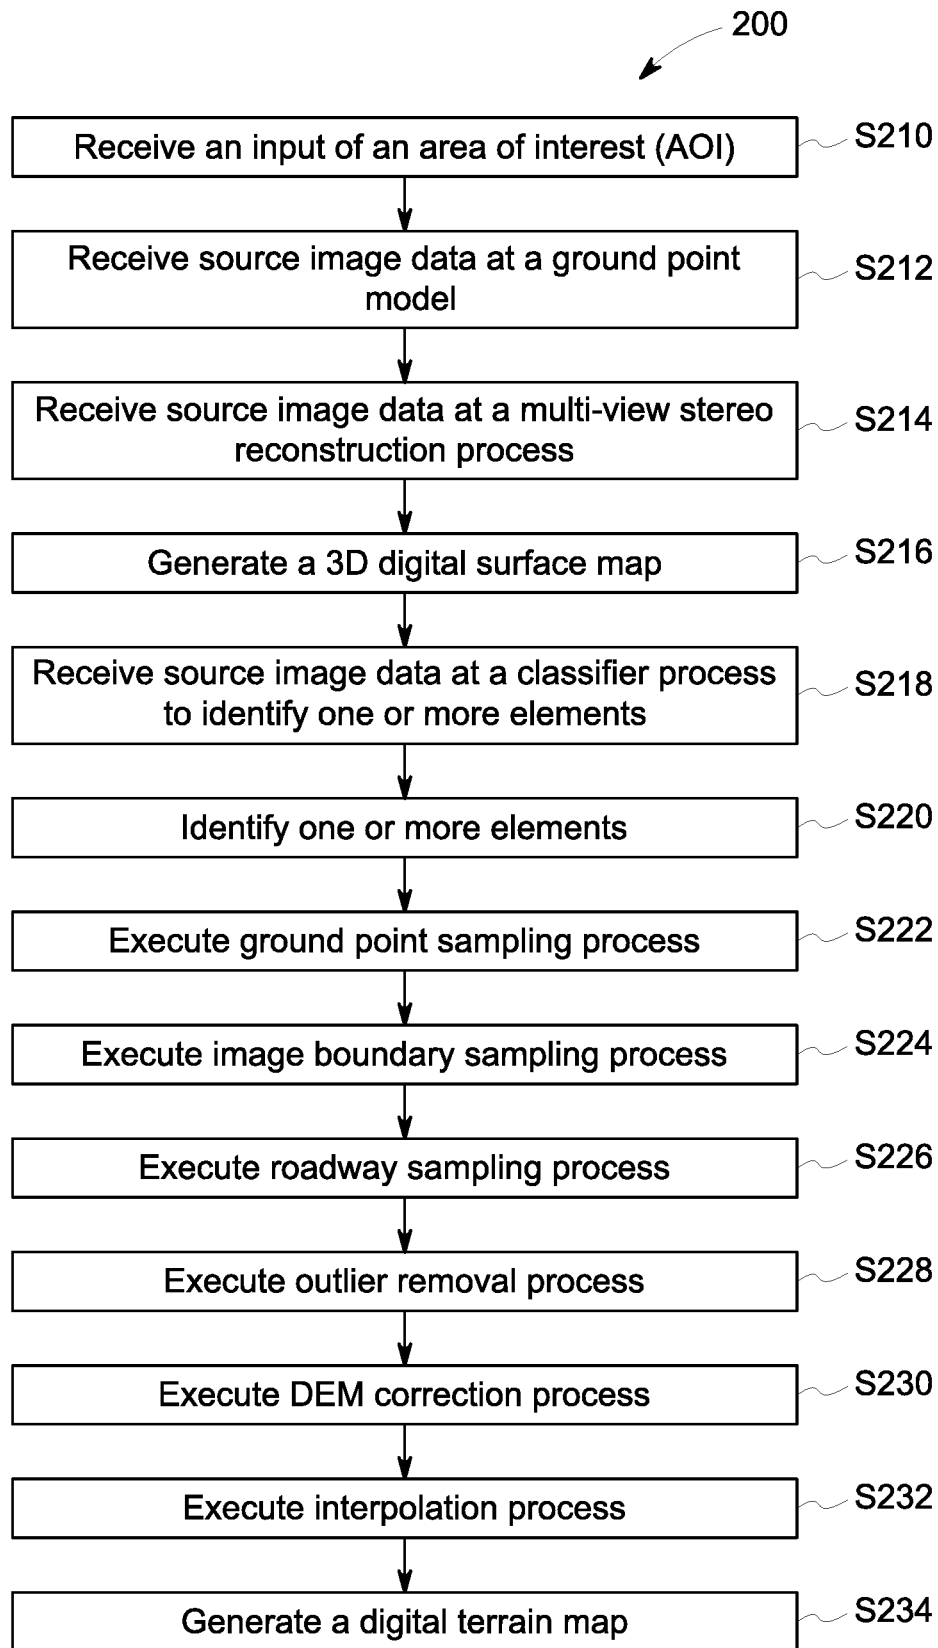 200
Receive an input of an area of interest (AOI)
S210
Receive source image data at a ground point
model
S212
Receive source image data at a multi-view stereo
reconstruction process
S214
Generate a 3D digital surface map
S216
Receive source image data at a classifier process
to identify one or more elements
S218
Identify one or more elements
S220
Execute ground point sampling process
S222
Execute image boundary sampling process
S224
Execute roadway sampling process
S226
Execute outlier removal process
S228
Execute DEM correction process
S230
Execute interpolation process
S232
Generate a digital terrain map
S234